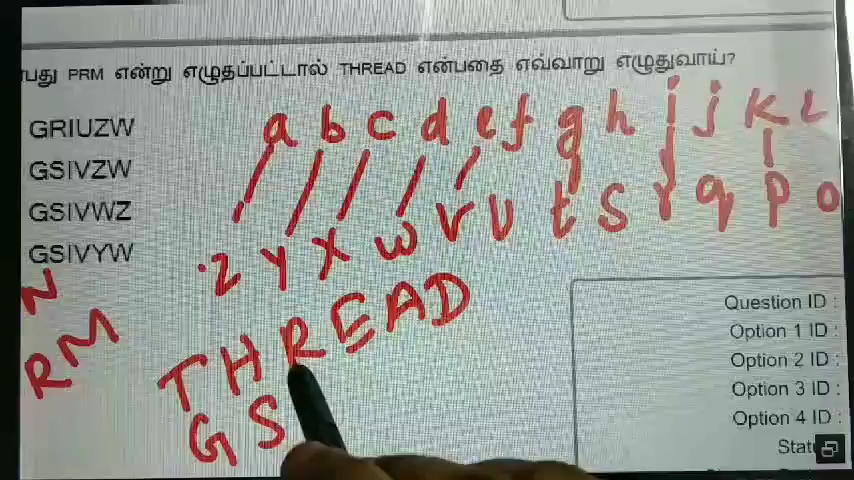 PRM என்று எழுதப்பட்டால் THREAD என்பதை எவ்வாறு எழுதுவாய்?
GRIUZW
GSIVZW
GSIVWZ
GSIVYW
a b c d e f g h i j k l
Z Y X W V U t S r q p o
N
RM
THREAD
GS
Question ID :
Option 1 ID :
Option 2 ID :
Option 3 ID :
Option 4 ID :